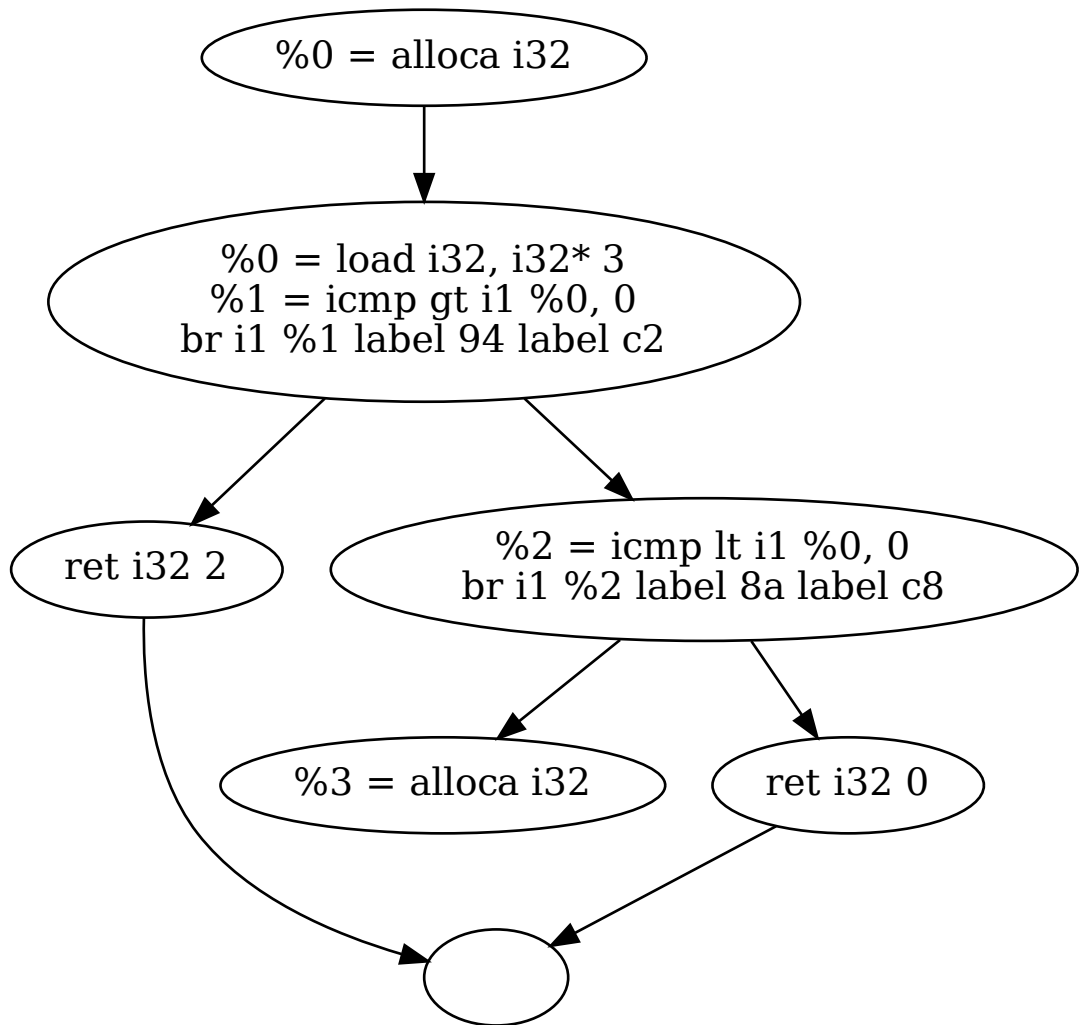 %0 = alloca i32
%0 = load i32, i32* 3
%1 = icmp gt i1 %0, 0
br i1 %1 label 94 label c2
ret i32 2
%2 = icmp lt i1 %0, 0
br i1 %2 label 8a label c8
%3 = alloca i32
ret i32 0